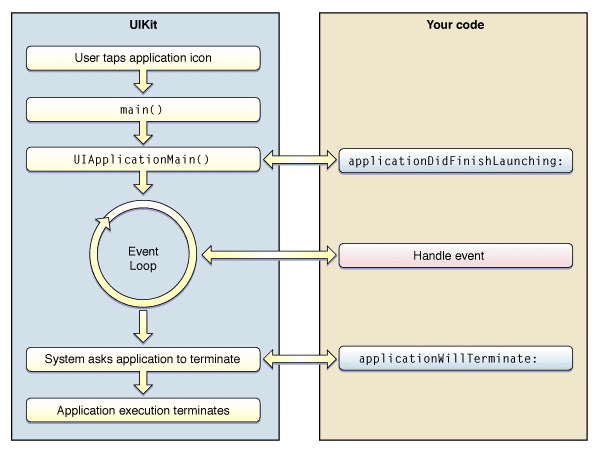 UIKit
Your code
User taps application icon
main()
UIApplicationMain()
applicationDidFinishLaunching:
Event
Loop
Handle event
System asks application to terminate
applicationWillTerminate:
Application execution terminates